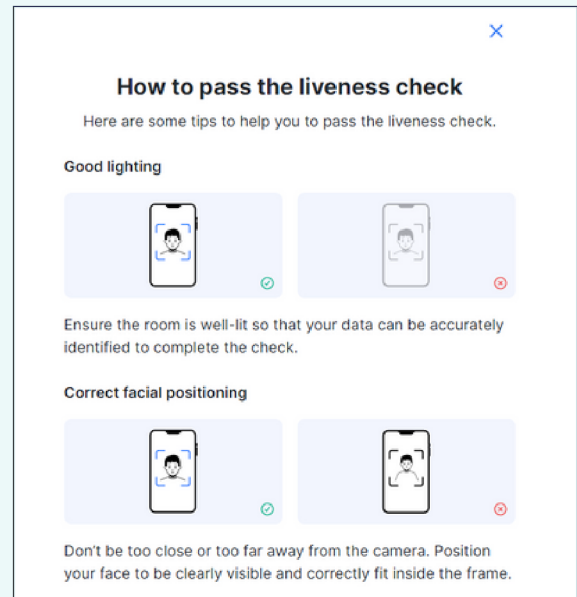 How to pass the liveness check
Here are some tips to help you to pass the liveness check.
Good lighting
Ensure the room is well-lit so that your data can be accurately
identified to complete the check.
Correct facial positioning
Don't be too close or too far away from the camera. Position
your face to be clearly visible and correctly fit inside the frame.